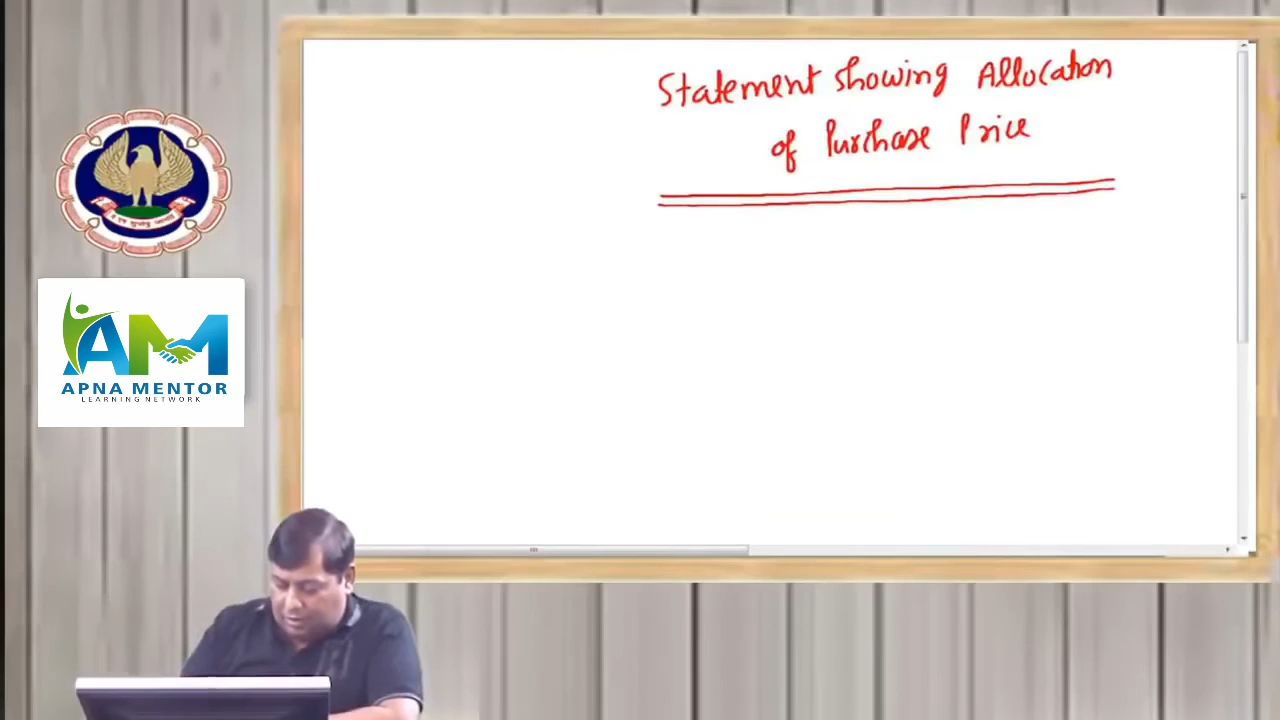 Statement showing Allocation
of Purchase Price
APNA MENTOR
LEARNING NETWORK